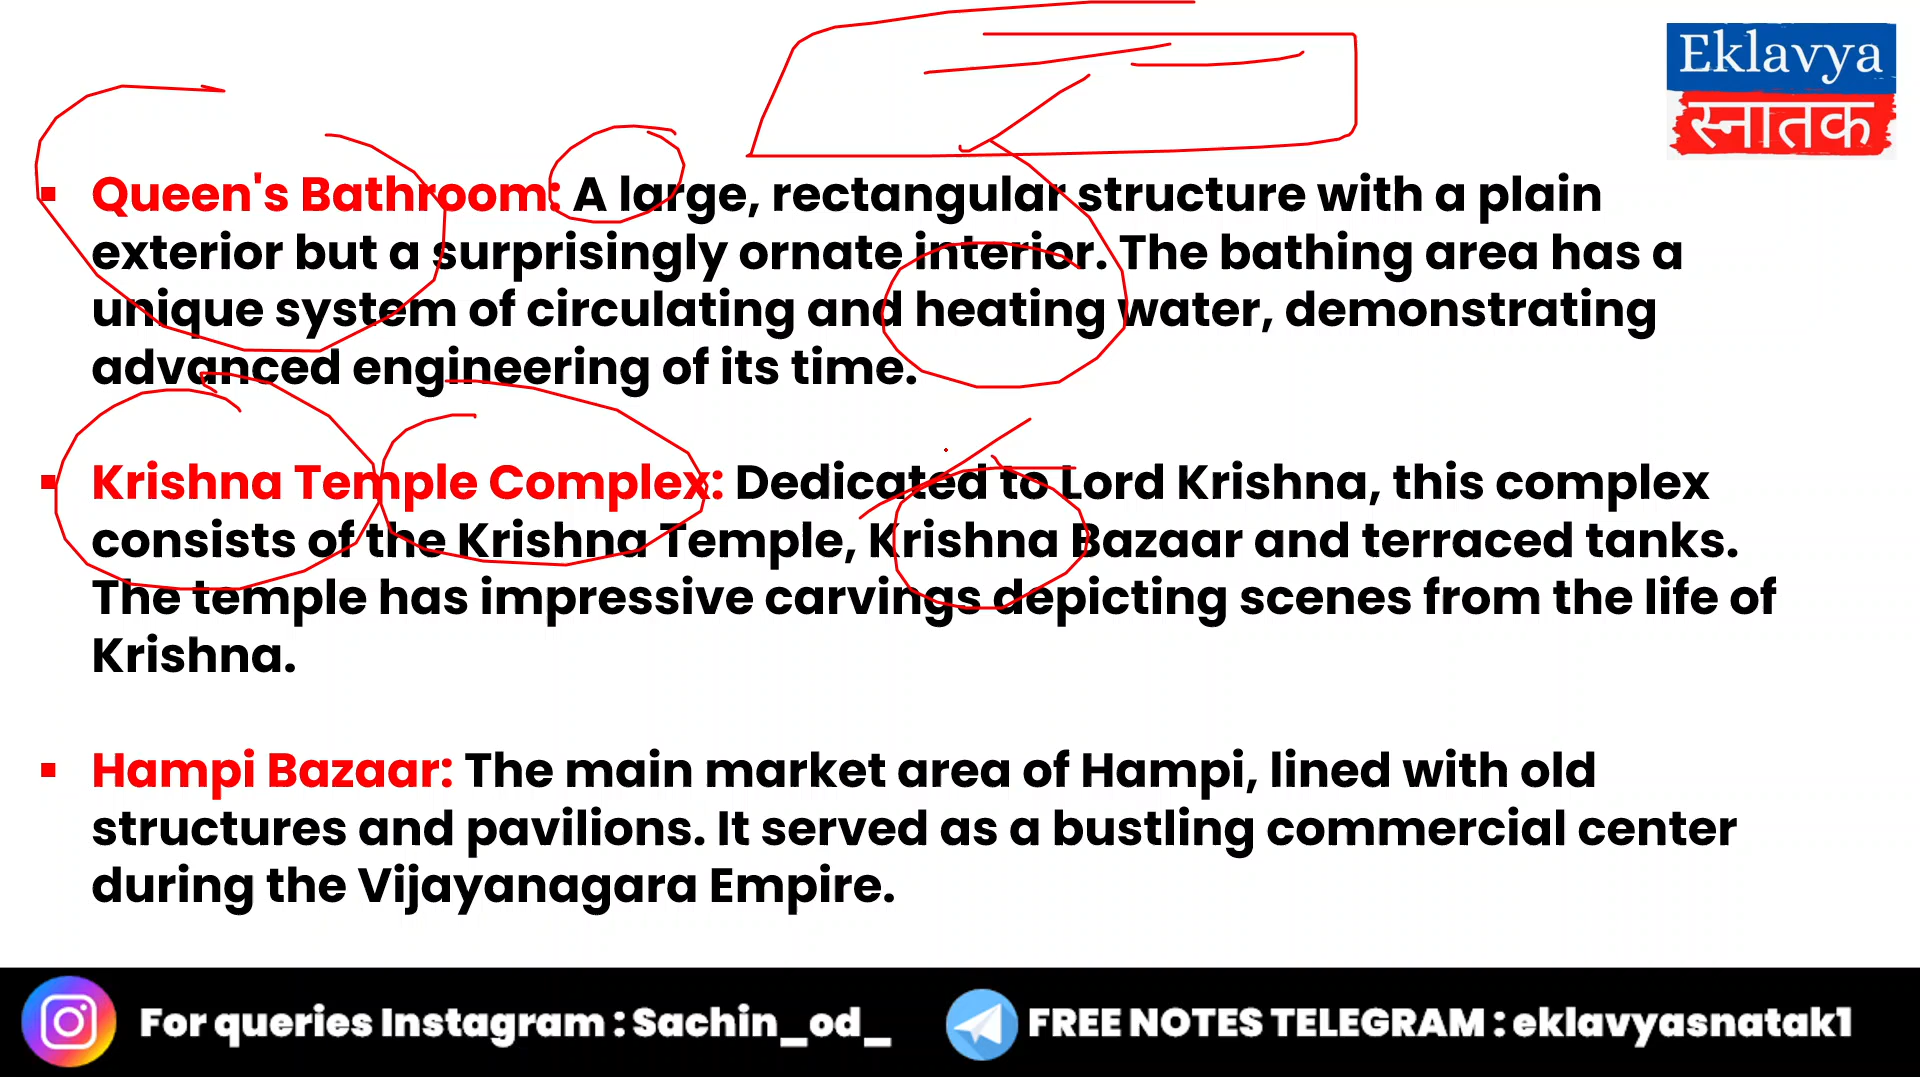 Eklavya
स्नातक
▪ Queen's Bathroom: A large, rectangular structure with a plain
exterior but a surprisingly ornate interior. The bathing area has a
unique system of circulating and heating water, demonstrating
advanced engineering of its time.
▪ Krishna Temple Complex: Dedicated to Lord Krishna, this complex
consists of the Krishna Temple, Krishna Bazaar and terraced tanks.
The temple has impressive carvings depicting scenes from the life of
Krishna.
▪ Hampi Bazaar: The main market area of Hampi, lined with old
structures and pavilions. It served as a bustling commercial center
during the Vijayanagara Empire.
For queries Instagram : Sachin_od_ FREE NOTES TELEGRAM : eklavyasnatak1